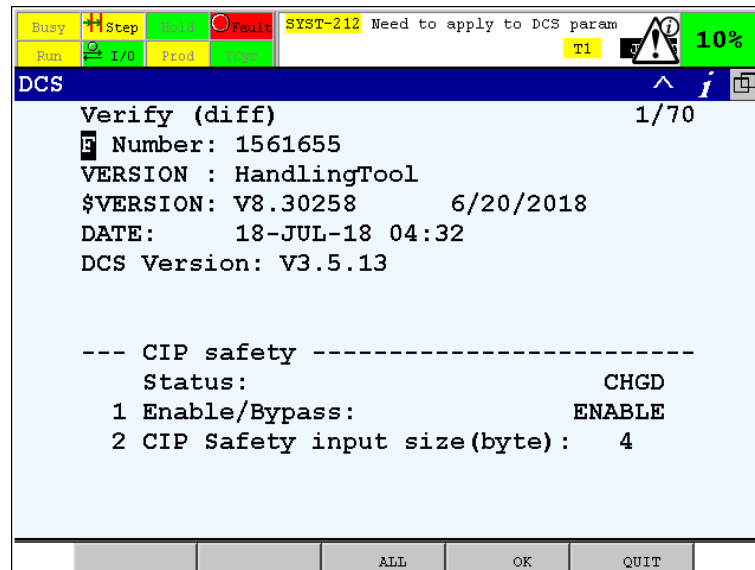 Busy Step Hold Fault SYST-212 Need to apply to DCS param
Run I/O Prod TCyc T1 10%
DCS
Verify (diff) 1/70
F Number: 1561655
VERSION : HandlingTool
$VERSION: V8.30258 6/20/2018
DATE: 18-JUL-18 04:32
DCS Version: V3.5.13
--- CIP safety -------------------------
Status: CHGD
1 Enable/Bypass: ENABLE
2 CIP Safety input size(byte): 4
ALL OK QUIT